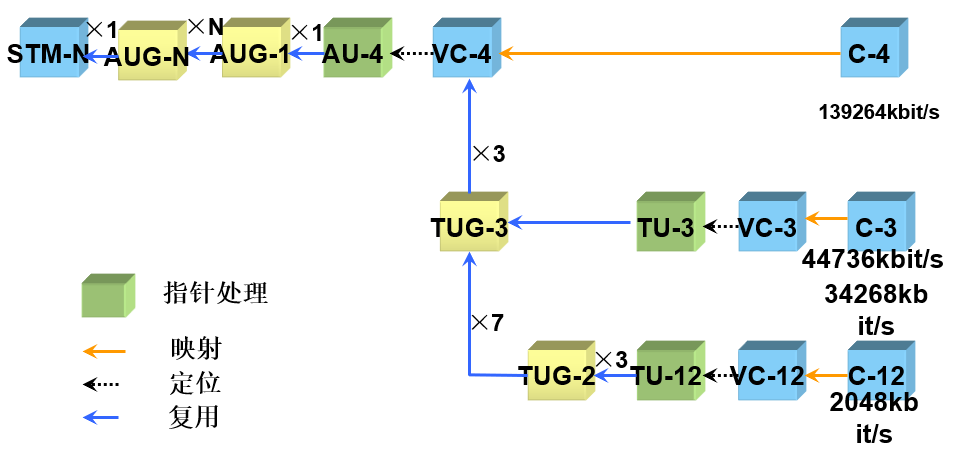 ×1
×N
×1
STM-N
AUG-N
AUG-1
AU-4
VC-4
C-4
139264kbit/s
×3
TUG-3
TU-3
VC-3
C-3
44736kbit/s
34268kb
it/s
指针处理
×7
映射
×3
TUG-2
TU-12
VC-12
C-12
定位
2048kb
it/s
复用